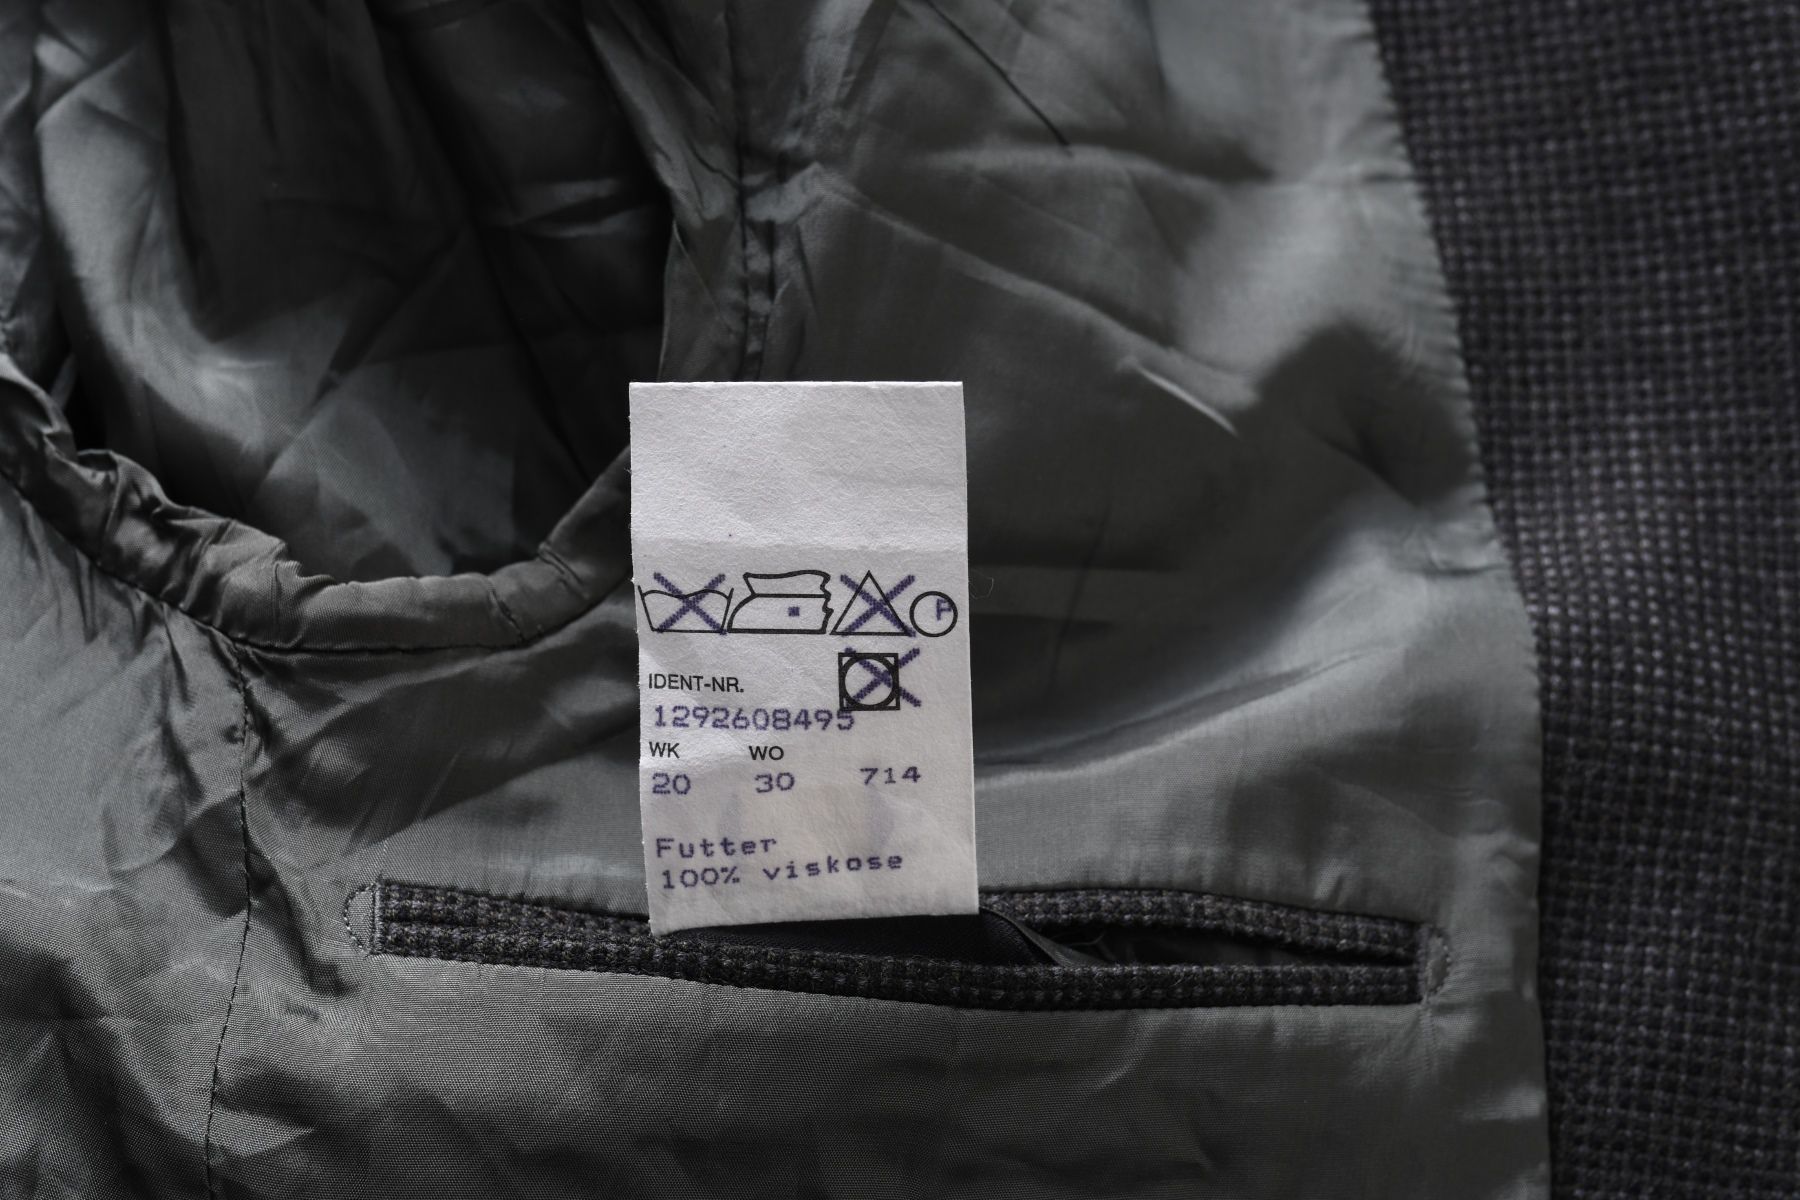 P
IDENT-NR.
1292608495
WK WO
20 30 714
Futter
100% viskose